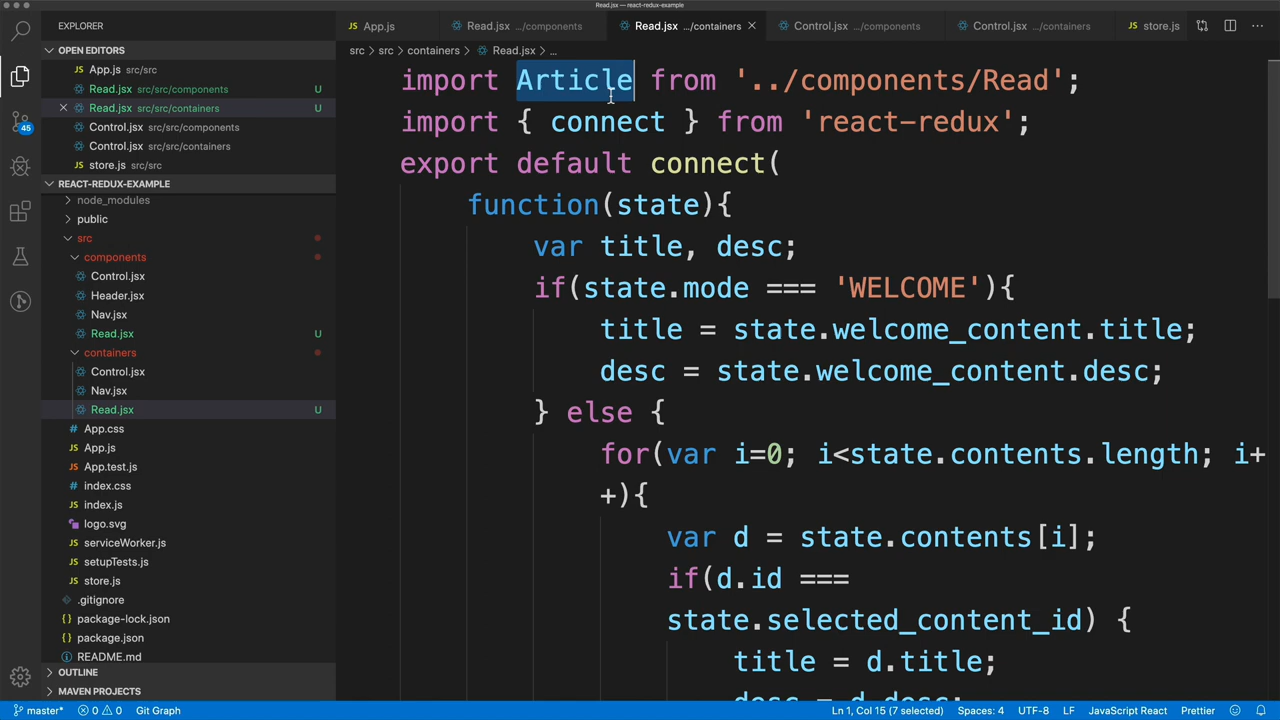 Read.jsx — react-redux-example
EXPLORER
App.js
Read.jsx .../components
Read.jsx .../containers
Control.jsx .../components
Control.jsx .../containers
store.js
OPEN EDITORS
App.js src/src
Read.jsx src/src/components U
Read.jsx src/src/containers U
Control.jsx src/src/components
Control.jsx src/src/containers
store.js src/src
REACT-REDUX-EXAMPLE
node_modules
public
src
components
Control.jsx
Header.jsx
Nav.jsx
Read.jsx U
containers
Control.jsx
Nav.jsx
Read.jsx U
App.css
App.js
App.test.js
index.css
index.js
logo.svg
serviceWorker.js
setupTests.js
store.js
.gitignore
package-lock.json
package.json
README.md
OUTLINE
MAVEN PROJECTS
45
src > src > containers > Read.jsx > ...
import Article from '../components/Read';
import { connect } from 'react-redux';
export default connect(
function(state){
var title, desc;
if(state.mode === 'WELCOME'){
title = state.welcome_content.title;
desc = state.welcome_content.desc;
} else {
for(var i=0; i<state.contents.length; i+
+){
var d = state.contents[i];
if(d.id ===
state.selected_content_id) {
title = d.title;
desc = d.desc;
master* 0 0 Git Graph
Ln 1, Col 15 (7 selected) Spaces: 4 UTF-8 LF JavaScript React Prettier